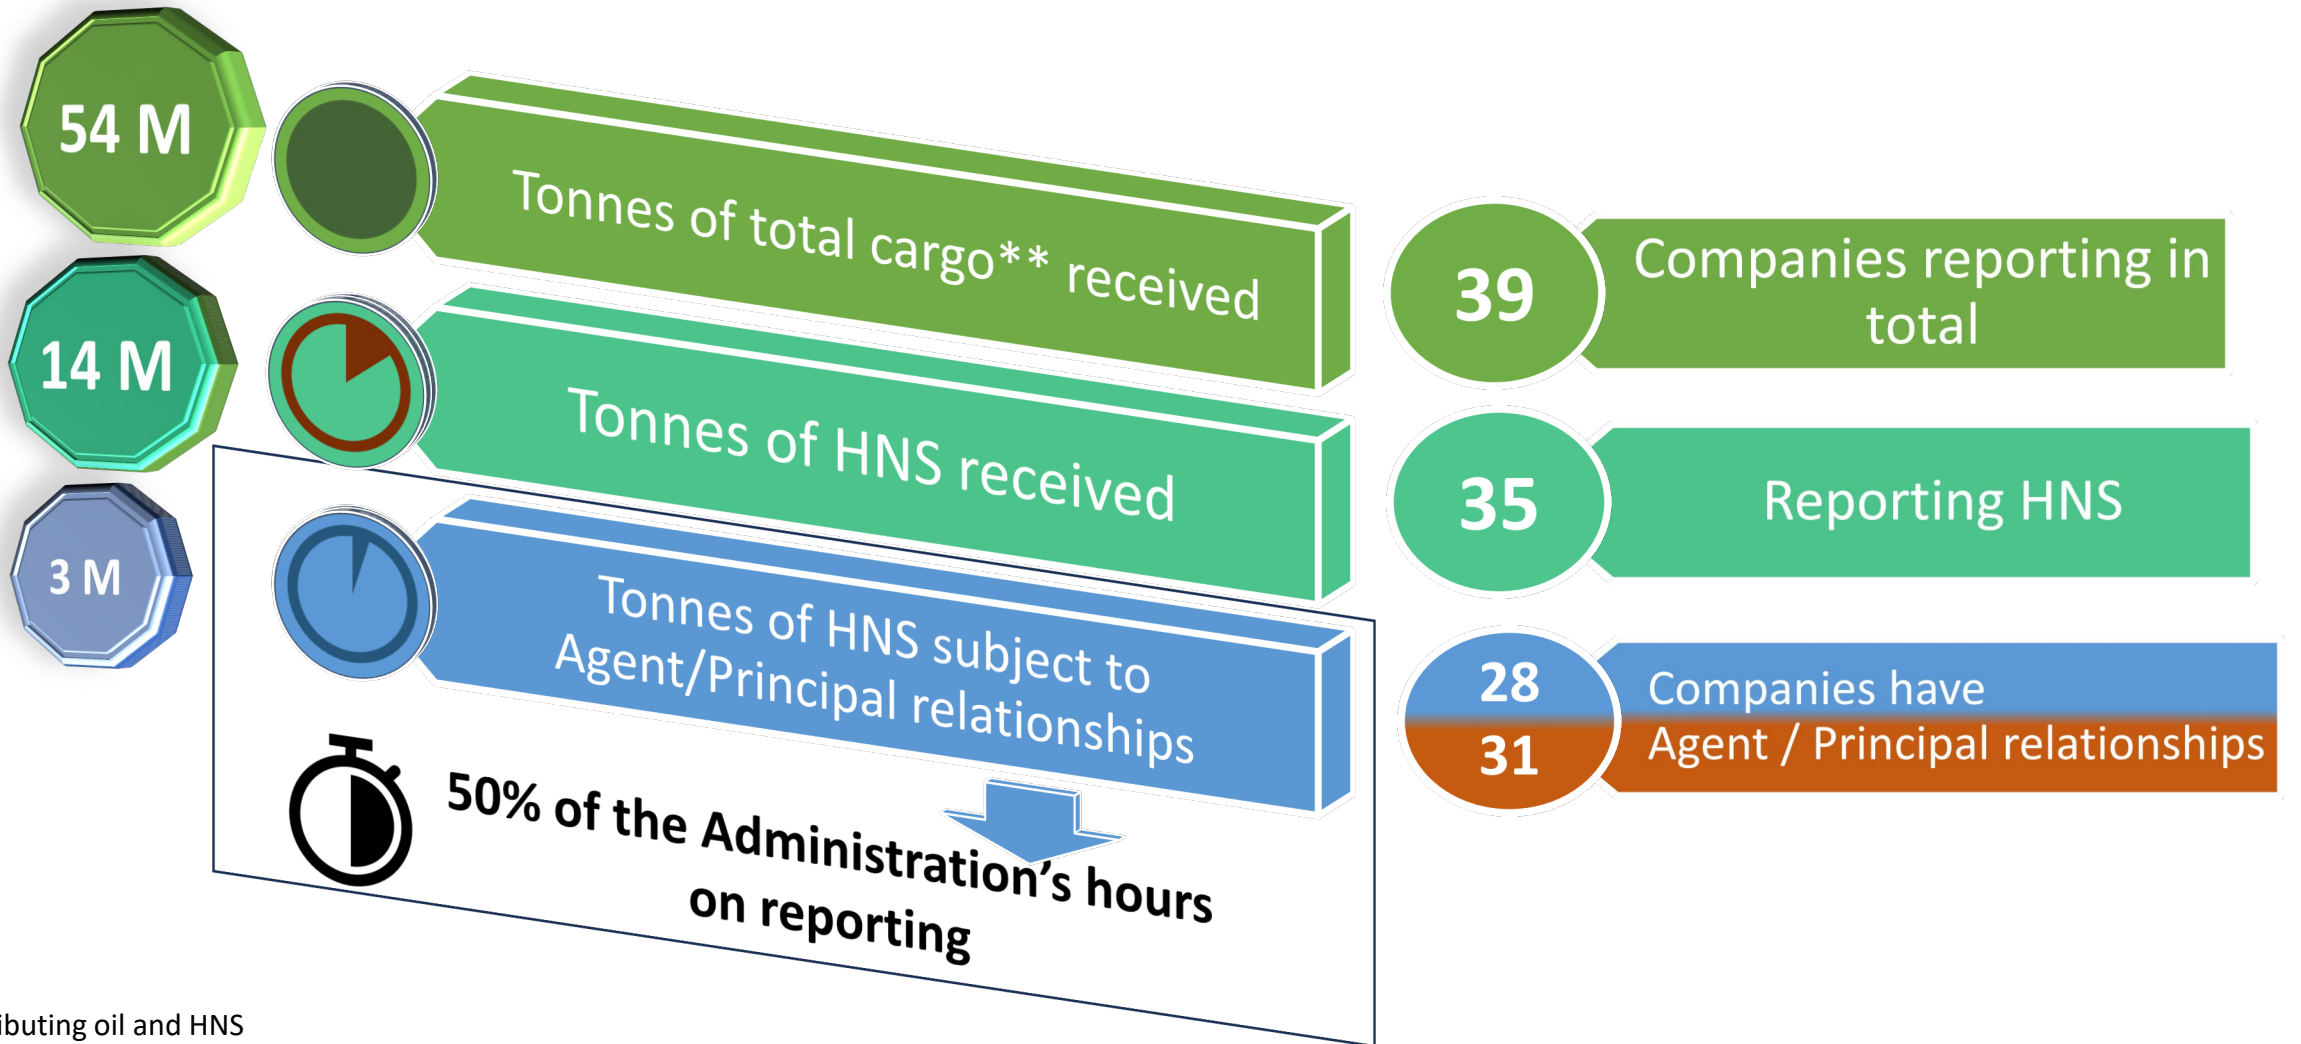 54 M
Tonnes of total cargo** received
39
Companies reporting in
total
14 M
Tonnes of HNS received
35
Reporting HNS
3 M
Tonnes of HNS subject to
Agent/Principal relationships
28
Companies have
31
Agent / Principal relationships
50% of the Administration's hours
on reporting
ibuting oil and HNS